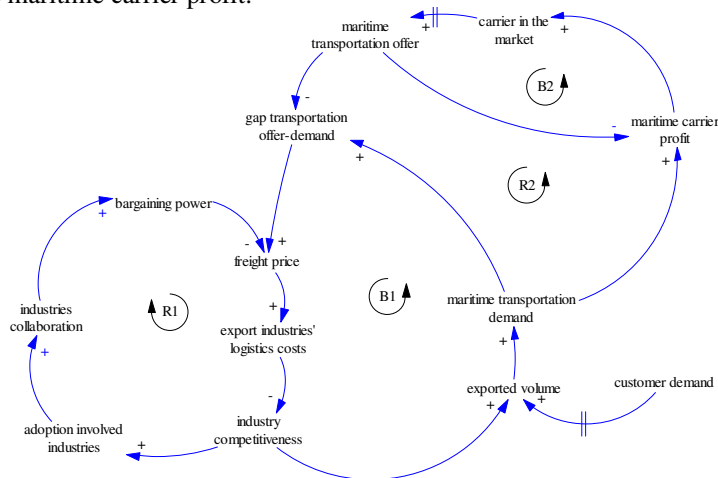 maritime carrier profit.
maritime
transportation offer
carrier in the
market
+
+
B2
-
gap transportation
offer-demand
-
maritime carrier
profit
+
+
R2
bargaining power
+
-
+
freight price
B1
R1
industries
collaboration
+
+
export industries'
logistics costs
maritime transportation
demand
+
-
exported volume
customer demand
+
+
industry
competitiveness
adoption involved
industries
+